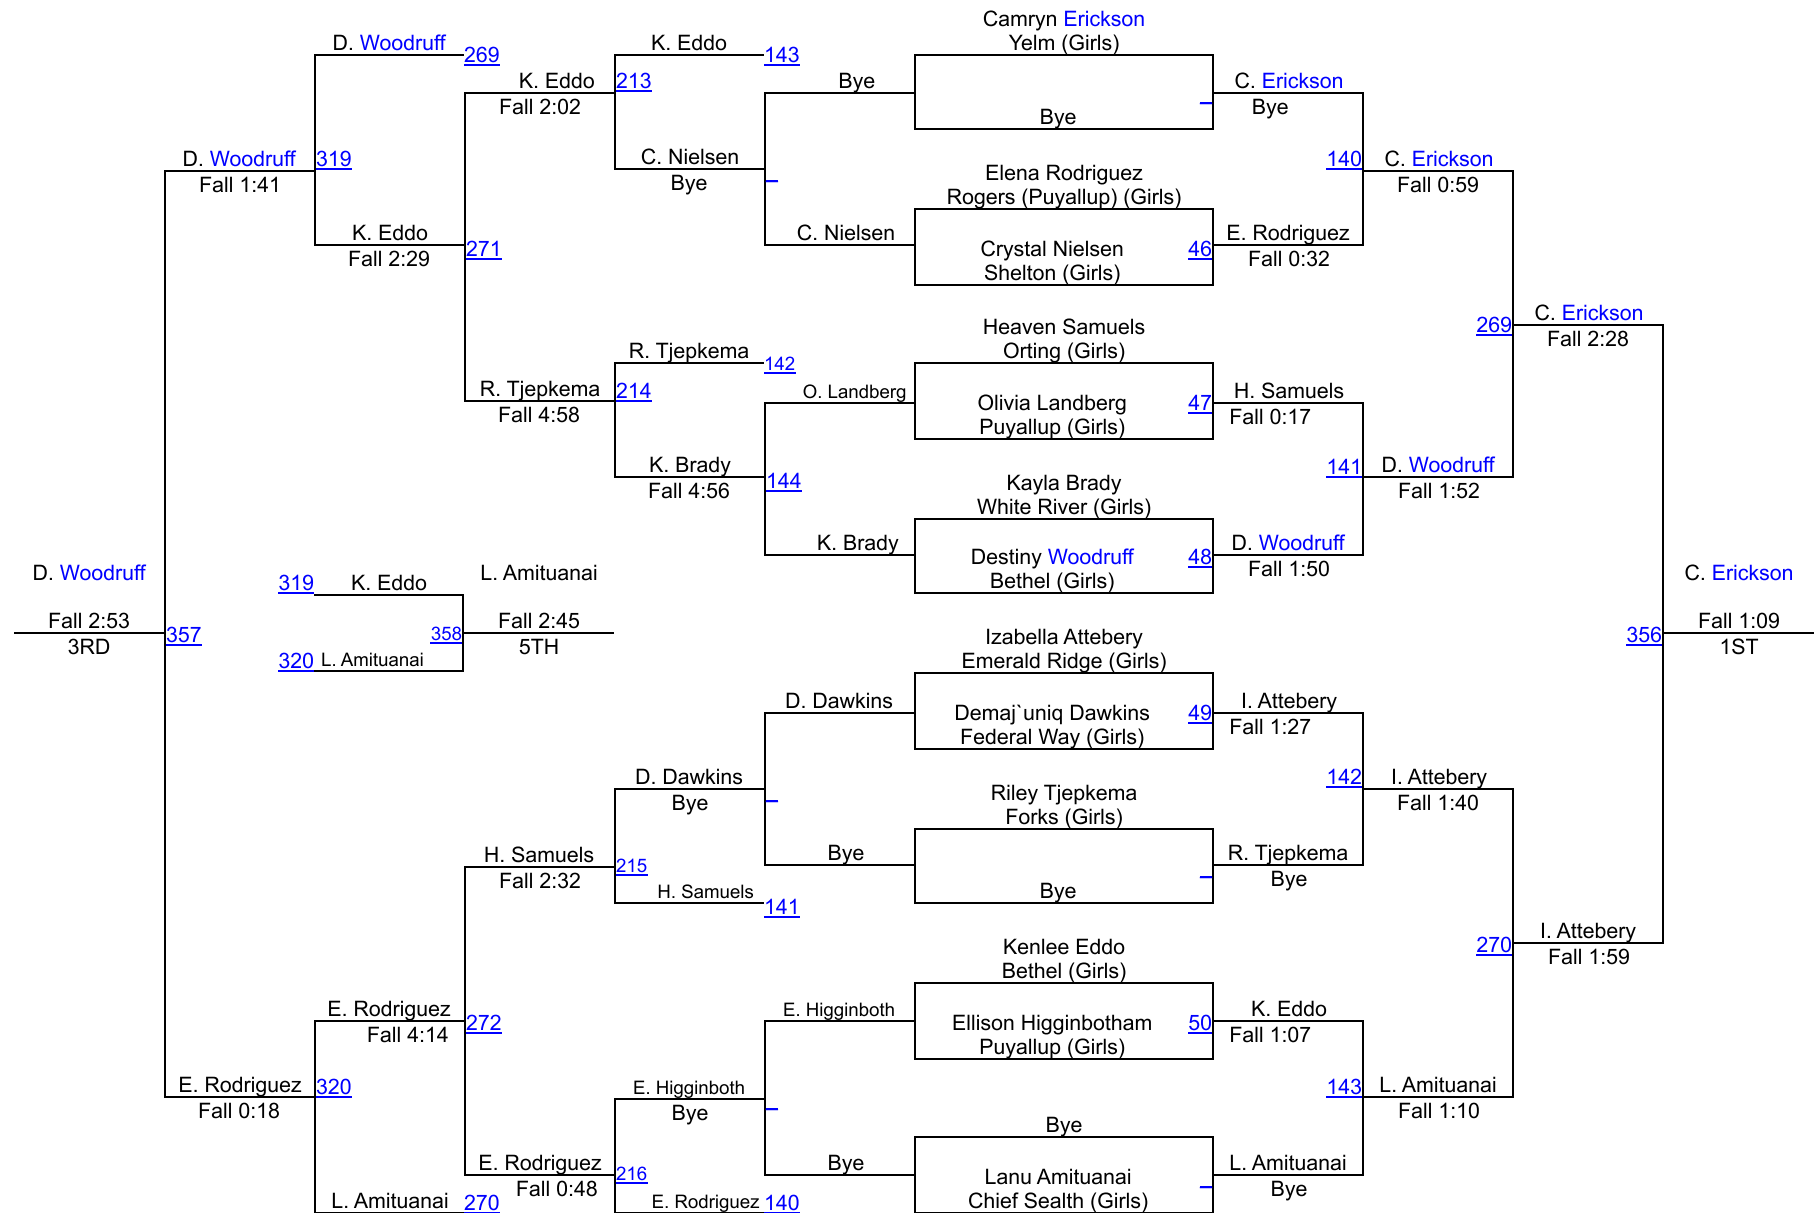 Camryn Erickson
D. Woodruff
K. Eddo
Yelm (Girls)
269
143
K. Eddo
213
Bye
C. Erickson
Fall 2:02
Bye
Bye
D. Woodruff
319
C. Nielsen
140
C. Erickson
Fall 1:41
Bye
Elena Rodriguez
Fall 0:59
Rogers (Puyallup) (Girls)
K. Eddo
C. Nielsen
E. Rodriguez
Fall 2:29
271
Crystal Nielsen
46
Fall 0:32
Shelton (Girls)
C. Erickson
269
Heaven Samuels
Fall 2:28
R. Tjepkema
Orting (Girls)
142
R. Tjepkema
214
O. Landberg
H. Samuels
Fall 4:58
Olivia Landberg
47
Fall 0:17
Puyallup (Girls)
K. Brady
141
D. Woodruff
Fall 4:56
144
Kayla Brady
Fall 1:52
White River (Girls)
K. Brady
D. Woodruff
Destiny Woodruff
48
Fall 1:50
Bethel (Girls)
D. Woodruff
319
K. Eddo
L. Amituanai
C. Erickson
Fall 2:53
357
358
Fall 2:45
356
Fall 1:09
3RD
5TH
1ST
320
L. Amituanai
Izabella Attebery
Emerald Ridge (Girls)
D. Dawkins
I. Attebery
Demaj`uniq Dawkins
49
Fall 1:27
Federal Way (Girls)
D. Dawkins
142
I. Attebery
Bye
Riley Tjepkema
Fall 1:40
Forks (Girls)
H. Samuels
215
Bye
R. Tjepkema
Fall 2:32
Bye
Bye
H. Samuels
141
I. Attebery
270
Kenlee Eddo
Fall 1:59
Bethel (Girls)
E. Rodriguez
E. Higginboth
K. Eddo
Fall 4:14
272
Ellison Higginbotham
50
Fall 1:07
Puyallup (Girls)
E. Rodriguez
320
E. Higginboth
143
L. Amituanai
Fall 0:18
Bye
Fall 1:10
Bye
E. Rodriguez
216
Bye
L. Amituanai
Fall 0:48
Lanu Amituanai
Bye
L. Amituanai
270
E. Rodriguez
140
Chief Sealth (Girls)